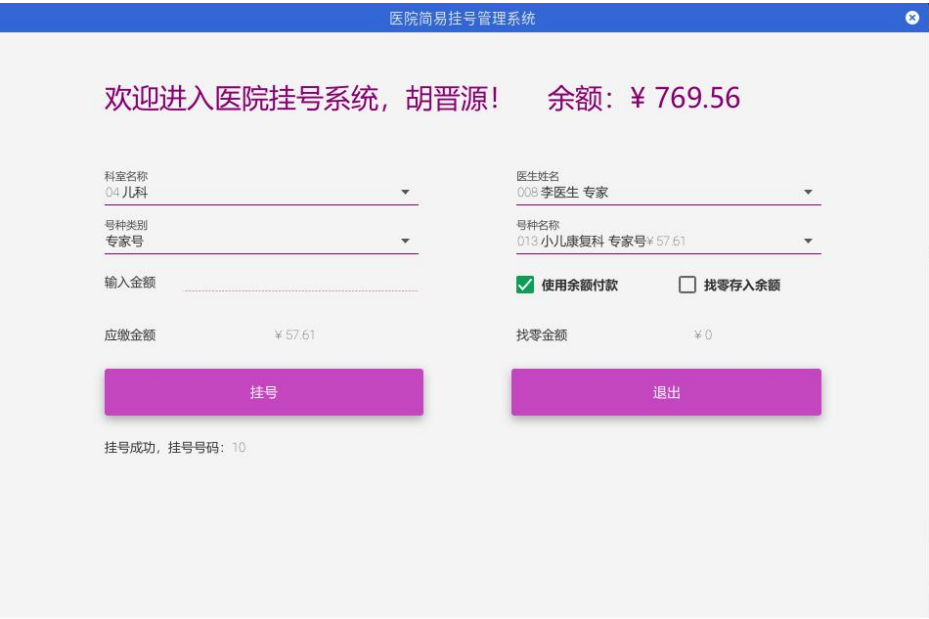 医院简易挂号管理系统
欢迎进入医院挂号系统，胡晋源！ 余额：¥ 769.56
科室名称 医生姓名
04 儿科 008 李医生 专家
号种类别 号种名称
专家号 013 小儿康复科 专家号¥ 57.61
输入金额 使用余额付款 找零存入余额
应缴金额 ¥ 57.61 找零金额 ¥ 0
挂号 退出
挂号成功，挂号号码：10